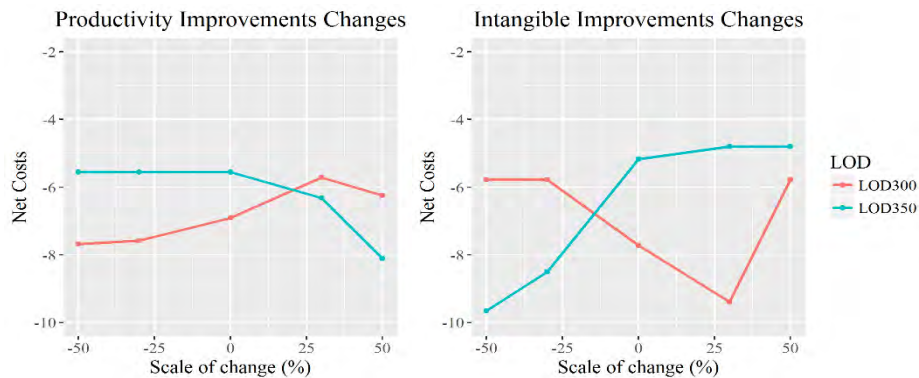 Productivity Improvements Changes
-2
-4
-6
-8
-10
Net Costs
-50
-25
0
25
50
Scale of change (%)
Intangible Improvements Changes
-2
-4
-6
-8
-10
Net Costs
-50
-25
0
25
50
Scale of change (%)
LOD
LOD300
LOD350